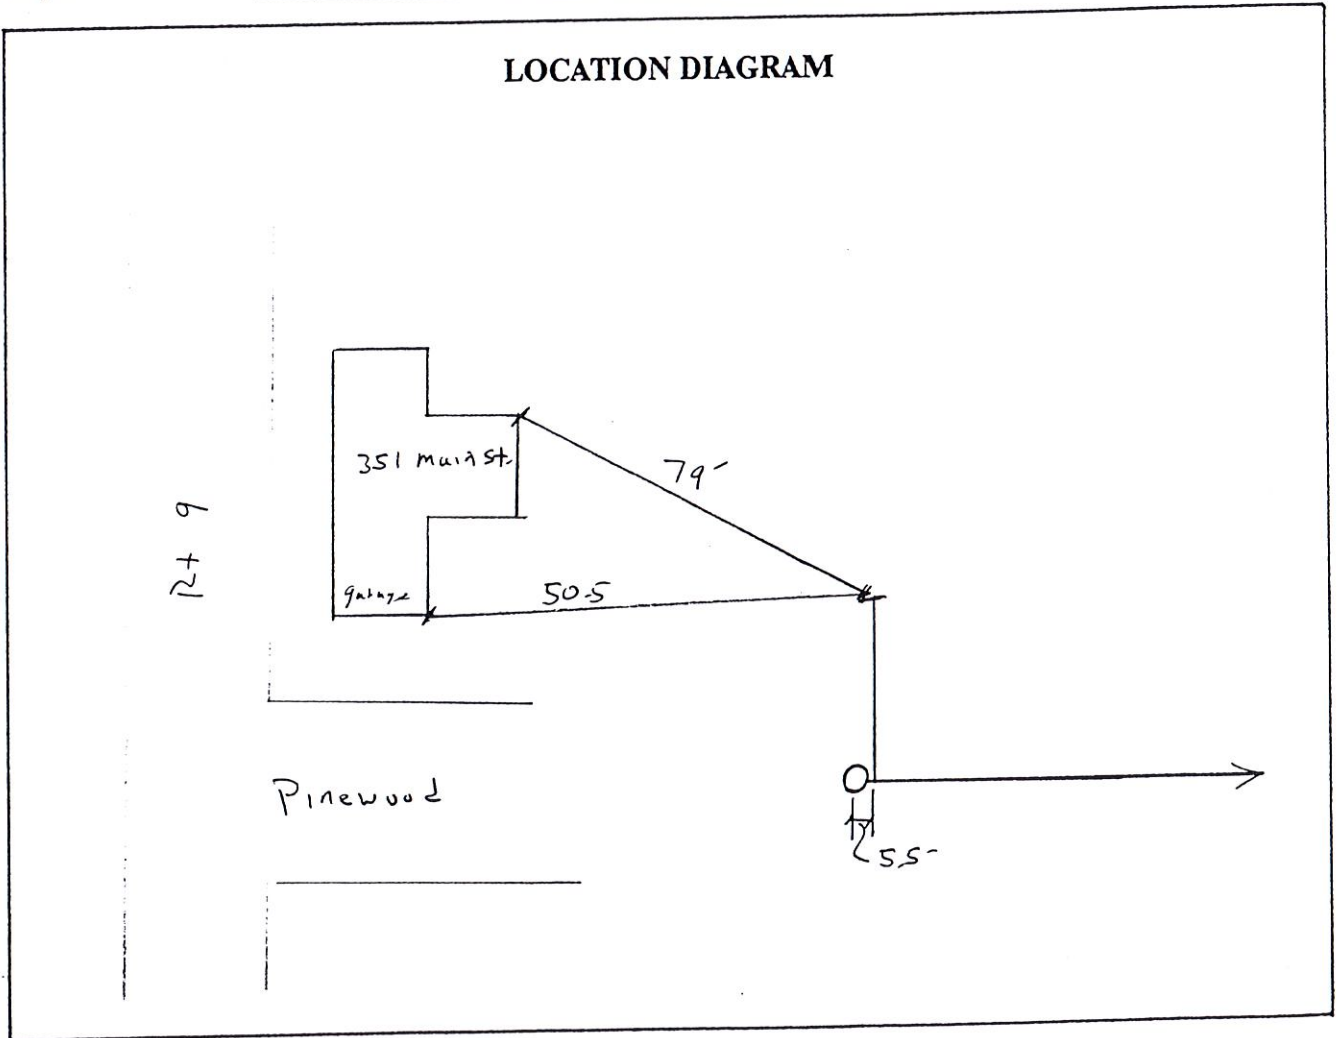 LOCATION DIAGRAM
351 Main St.
79'
Rt 9
garage
50.5
Pinewood
5.5'